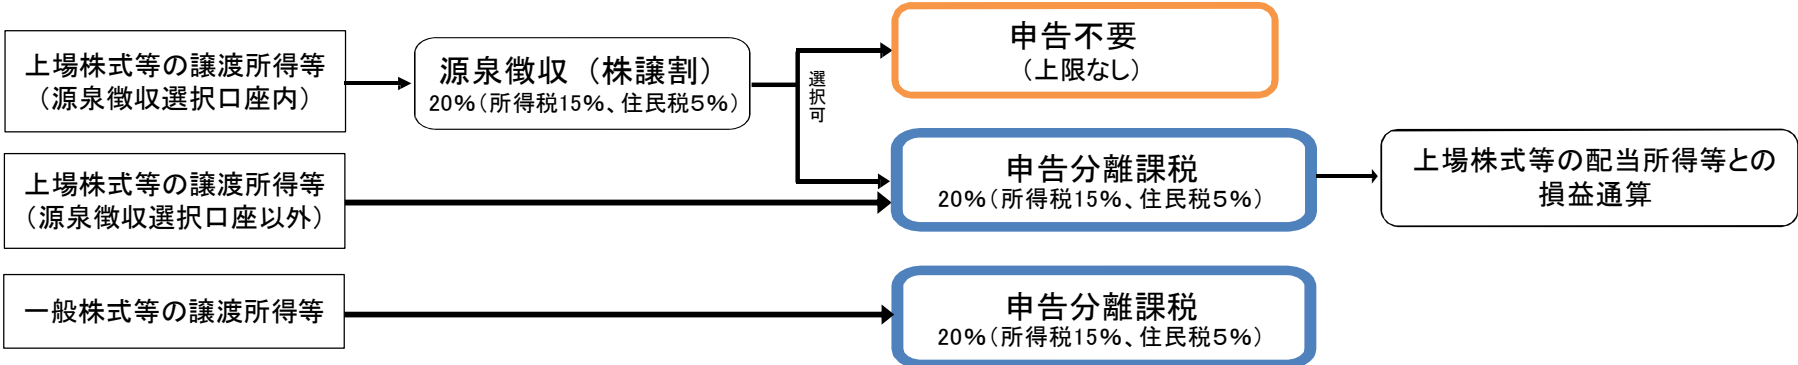 上場株式等の譲渡所得等
（源泉徴収選択口座内）
源泉徴収（株譲割）
20%（所得税15%、住民税5%）
選択可
申告不要
（上限なし）
上場株式等の譲渡所得等
（源泉徴収選択口座以外）
申告分離課税
20%（所得税15%、住民税5%）
上場株式等の配当所得等との
損益通算
一般株式等の譲渡所得等
申告分離課税
20%（所得税15%、住民税5%）